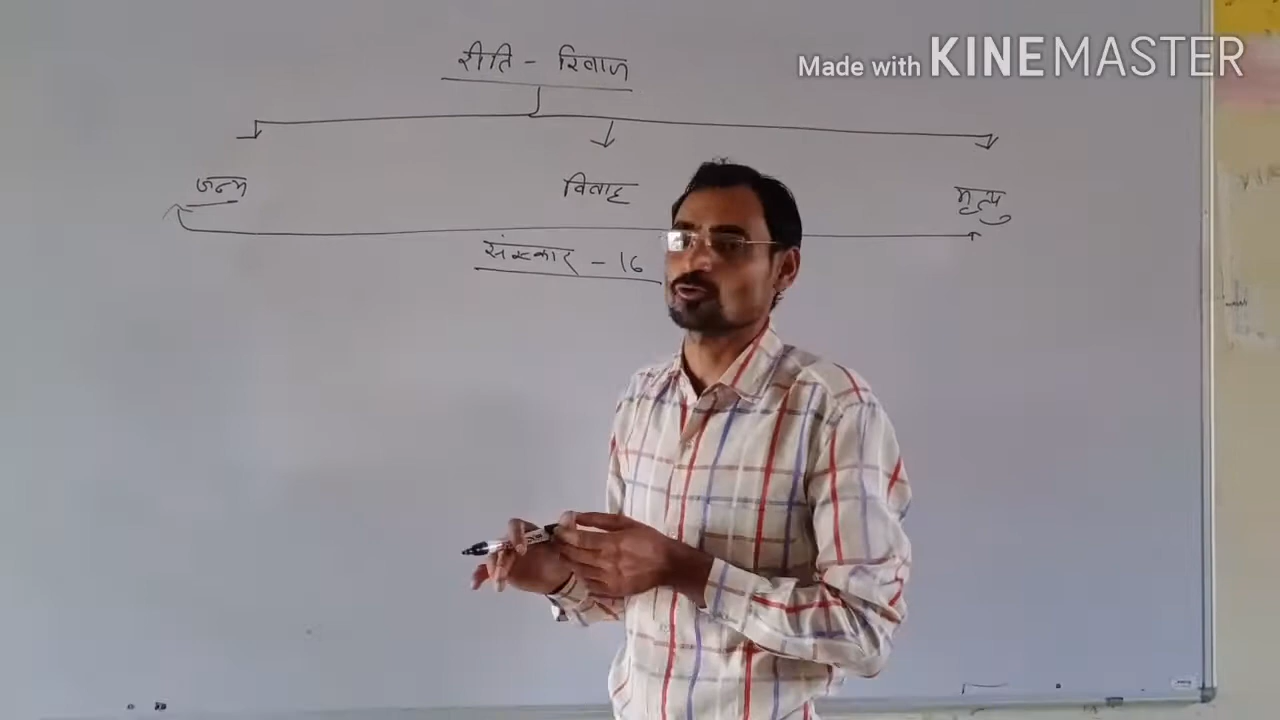 Made with KINEMASTER
रीति - रिवाज
जन्म विवाह मृत्यु
संस्कार - 16